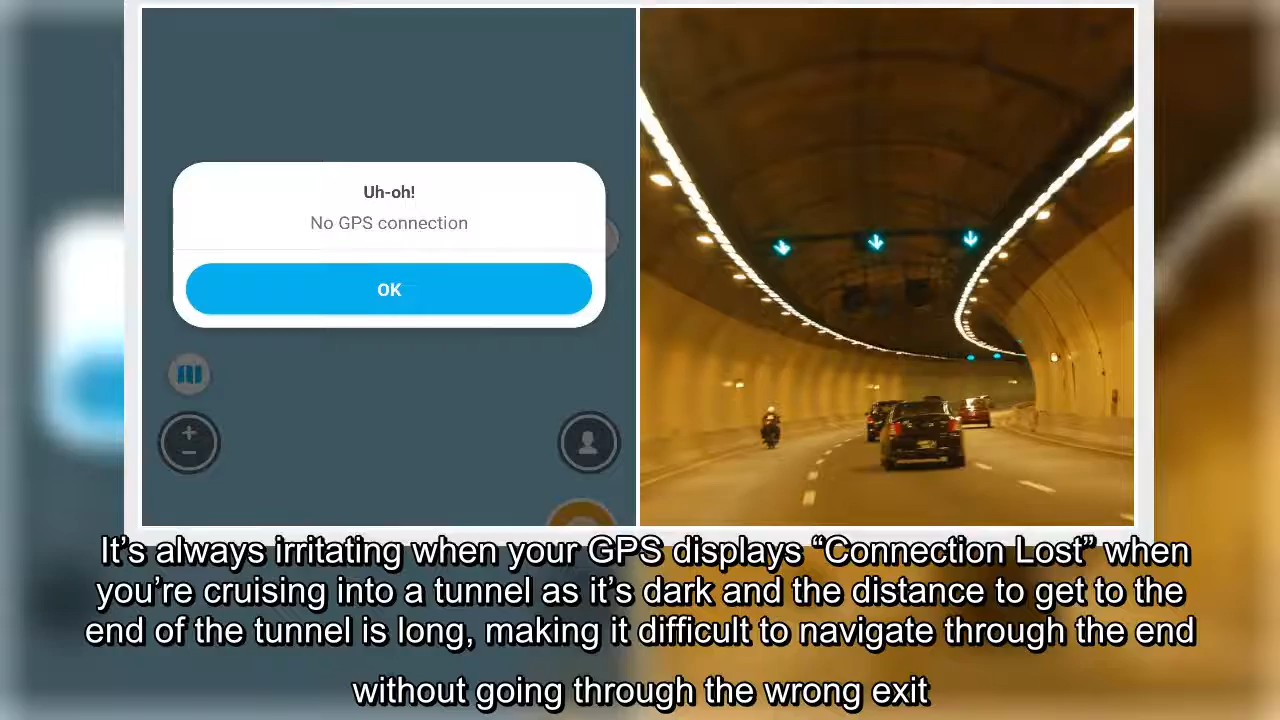 Uh-oh!
No GPS connection
OK
It’s always irritating when your GPS displays “Connection Lost” when
you’re cruising into a tunnel as it’s dark and the distance to get to the
end of the tunnel is long, making it difficult to navigate through the end
without going through the wrong exit